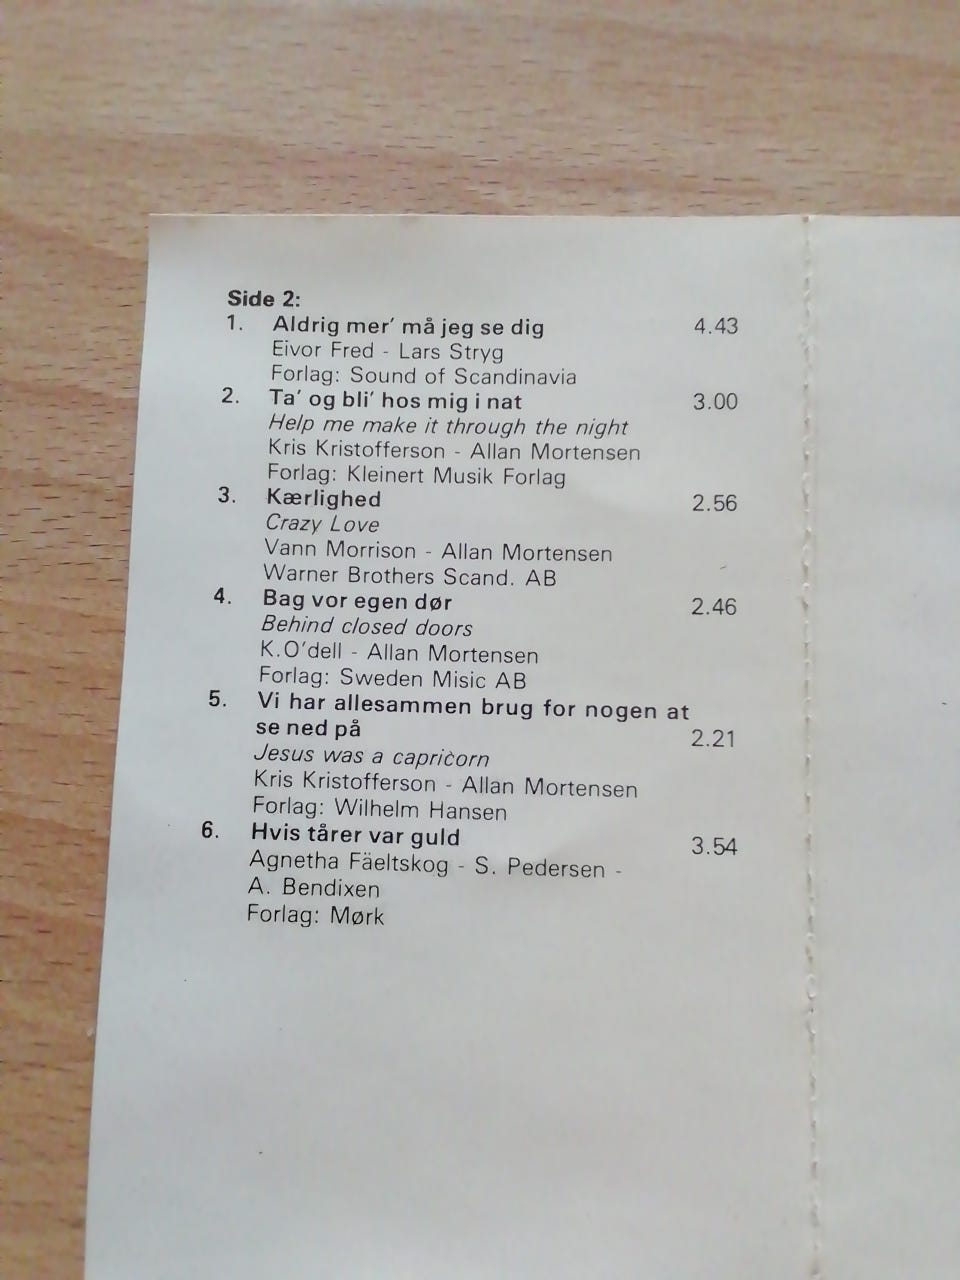 Side 2:
1. Aldrig mer' må jeg se dig 4.43
Eivor Fred - Lars Stryg
Forlag: Sound of Scandinavia
2. Ta' og bli' hos mig i nat 3.00
Help me make it through the night
Kris Kristofferson - Allan Mortensen
Forlag: Kleinert Musik Forlag
3. Kærlighed 2.56
Crazy Love
Vann Morrison - Allan Mortensen
Warner Brothers Scand. AB
4. Bag vor egen dør 2.46
Behind closed doors
K.O'dell - Allan Mortensen
Forlag: Sweden Misic AB
5. Vi har allesammen brug for nogen at
se ned på 2.21
Jesus was a capricorn
Kris Kristofferson - Allan Mortensen
Forlag: Wilhelm Hansen
6. Hvis tårer var guld 3.54
Agnetha Fäeltskog - S. Pedersen -
A. Bendixen
Forlag: Mørk